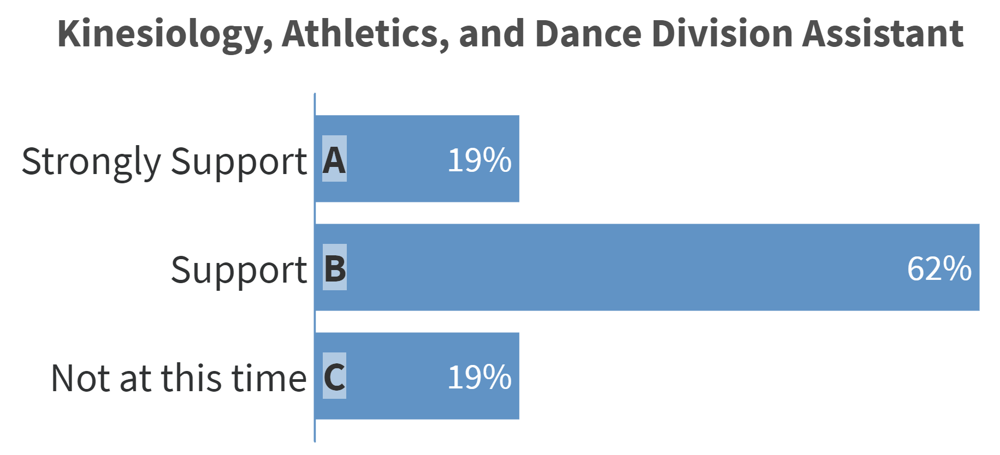 Kinesiology, Athletics, and Dance Division Assistant
Strongly Support A 19%
Support B 62%
Not at this time C 19%